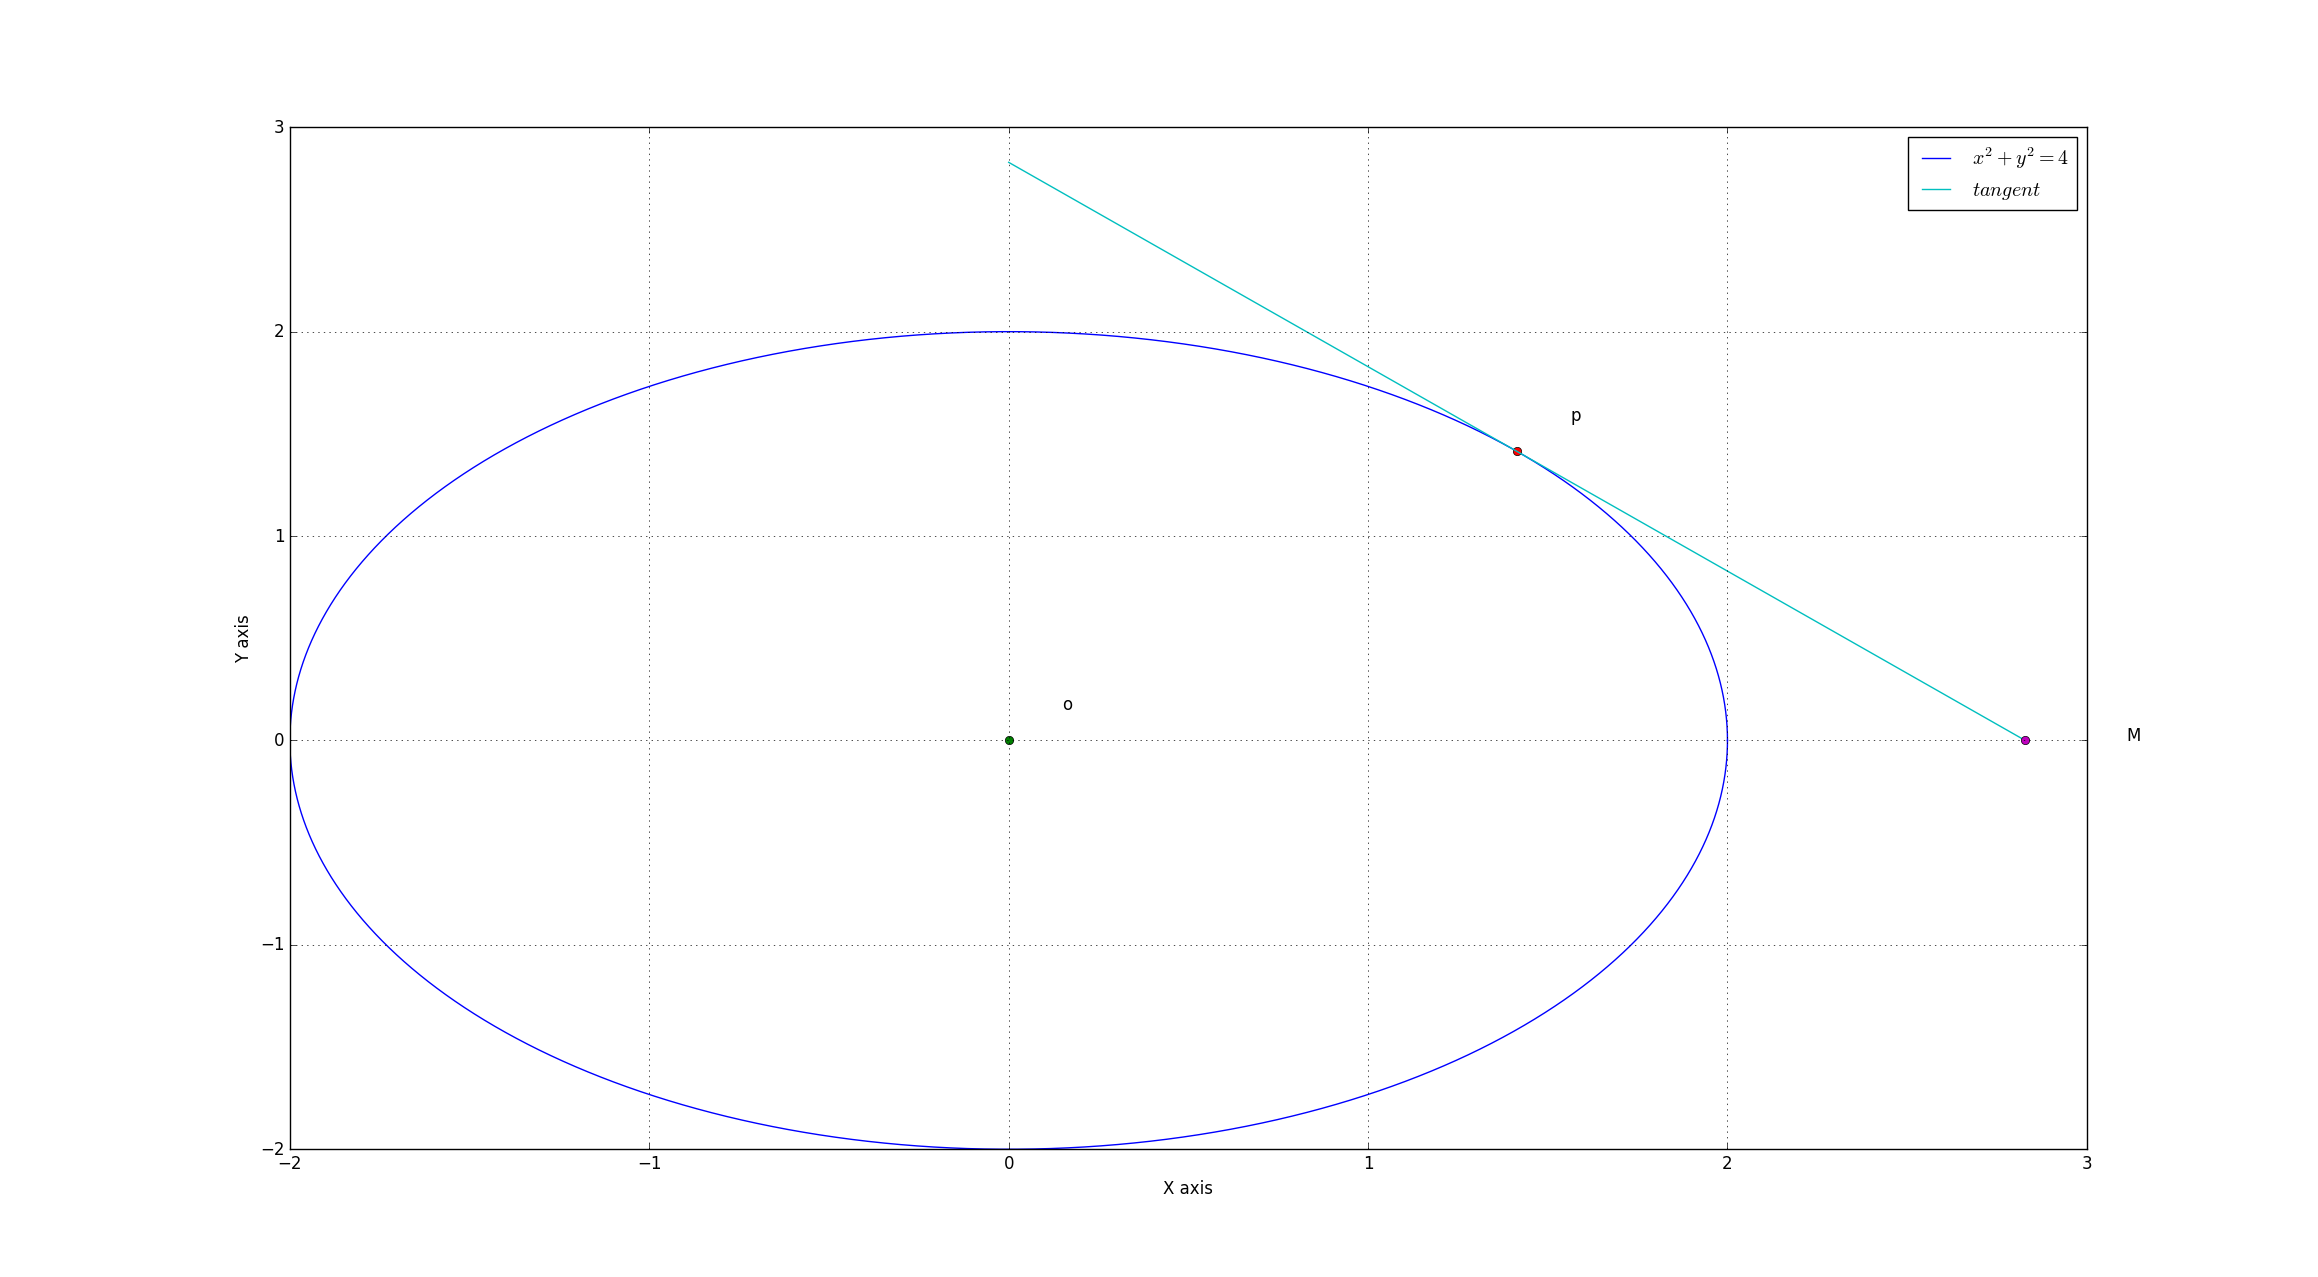 3
x² + y² = 4
tangent
2
p
1
Y axis
o
0
M
−1
−2
−2 −1 0 1 2 3
X axis